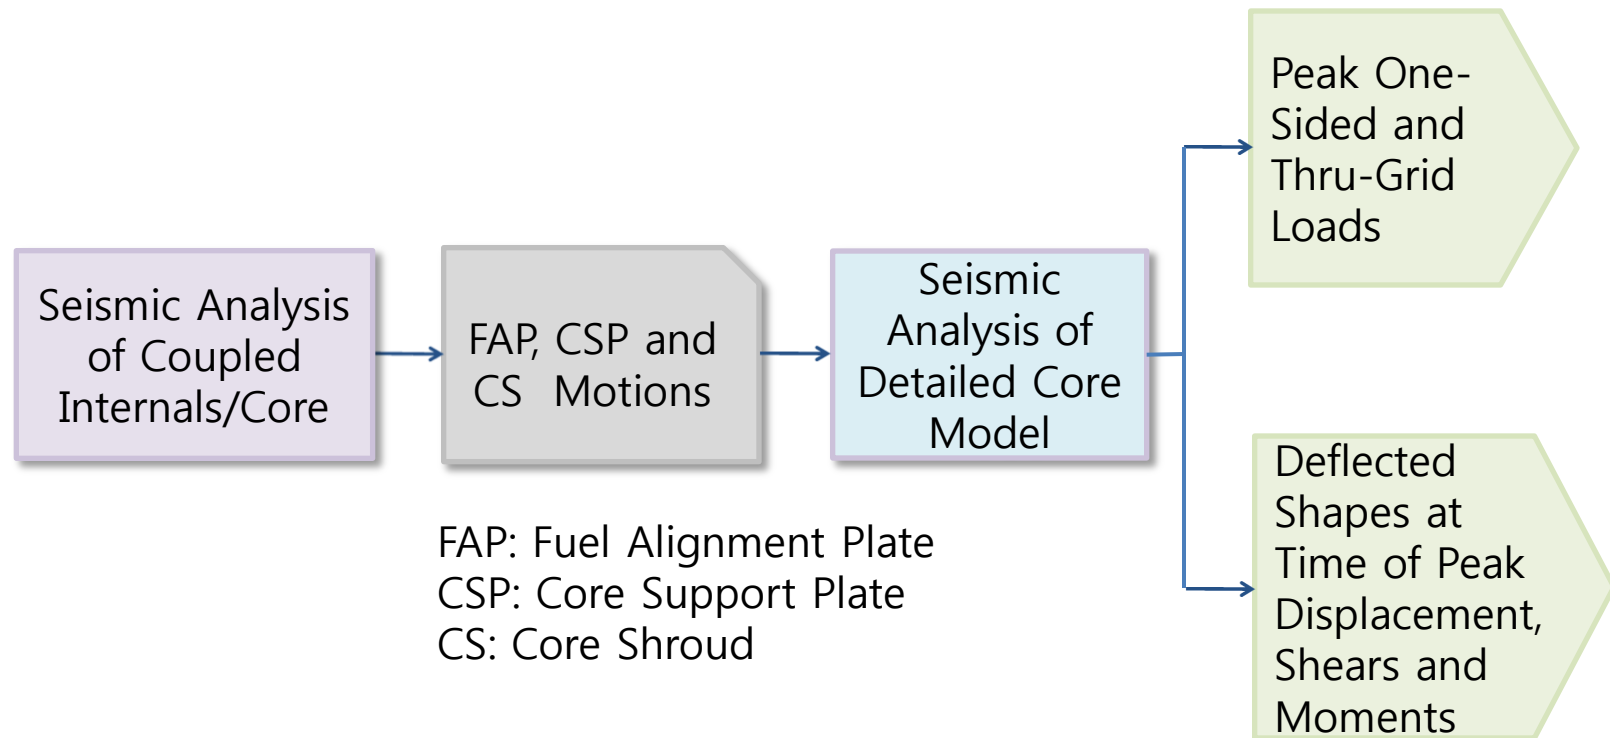 Seismic Analysis
of Coupled
Internals/Core
FAP, CSP and
CS Motions
FAP: Fuel Alignment Plate
CSP: Core Support Plate
CS: Core Shroud
Seismic
Analysis of
Detailed Core
Model
Peak One-
Sided and
Thru-Grid
Loads
Deflected
Shapes at
Time of Peak
Displacement,
Shears and
Moments